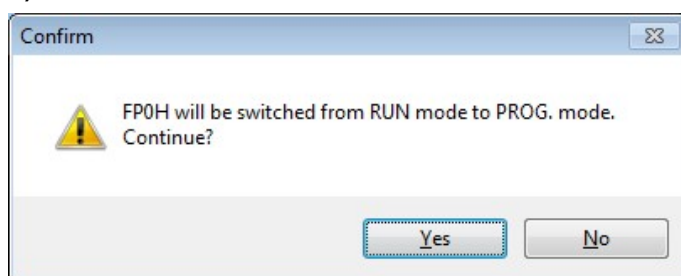 Confirm
FP0H will be switched from RUN mode to PROG. mode.
Continue?
Yes
No